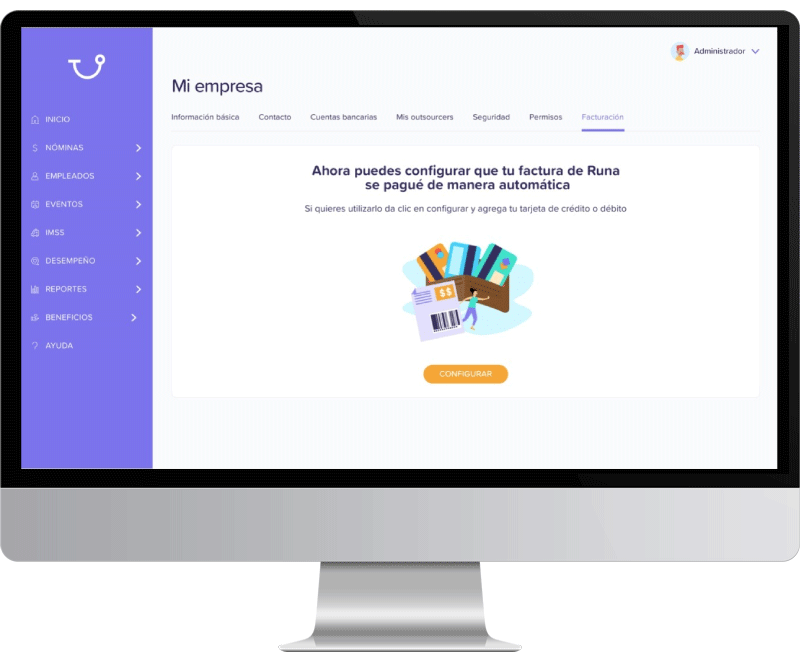 Administrador
Mi empresa
Información básica
Contacto
Cuentas bancarias
Mis outsourcers
Seguridad
Permisos
Facturación
INICIO
NÓMINAS
EMPLEADOS
EVENTOS
IMSS
DESEMPEÑO
REPORTES
BENEFICIOS
AYUDA
Ahora puedes configurar que tu factura de Runa
se pagué de manera automática
Si quieres utilizarlo da clic en configurar y agrega tu tarjeta de crédito o débito
$$
CONFIGURAR